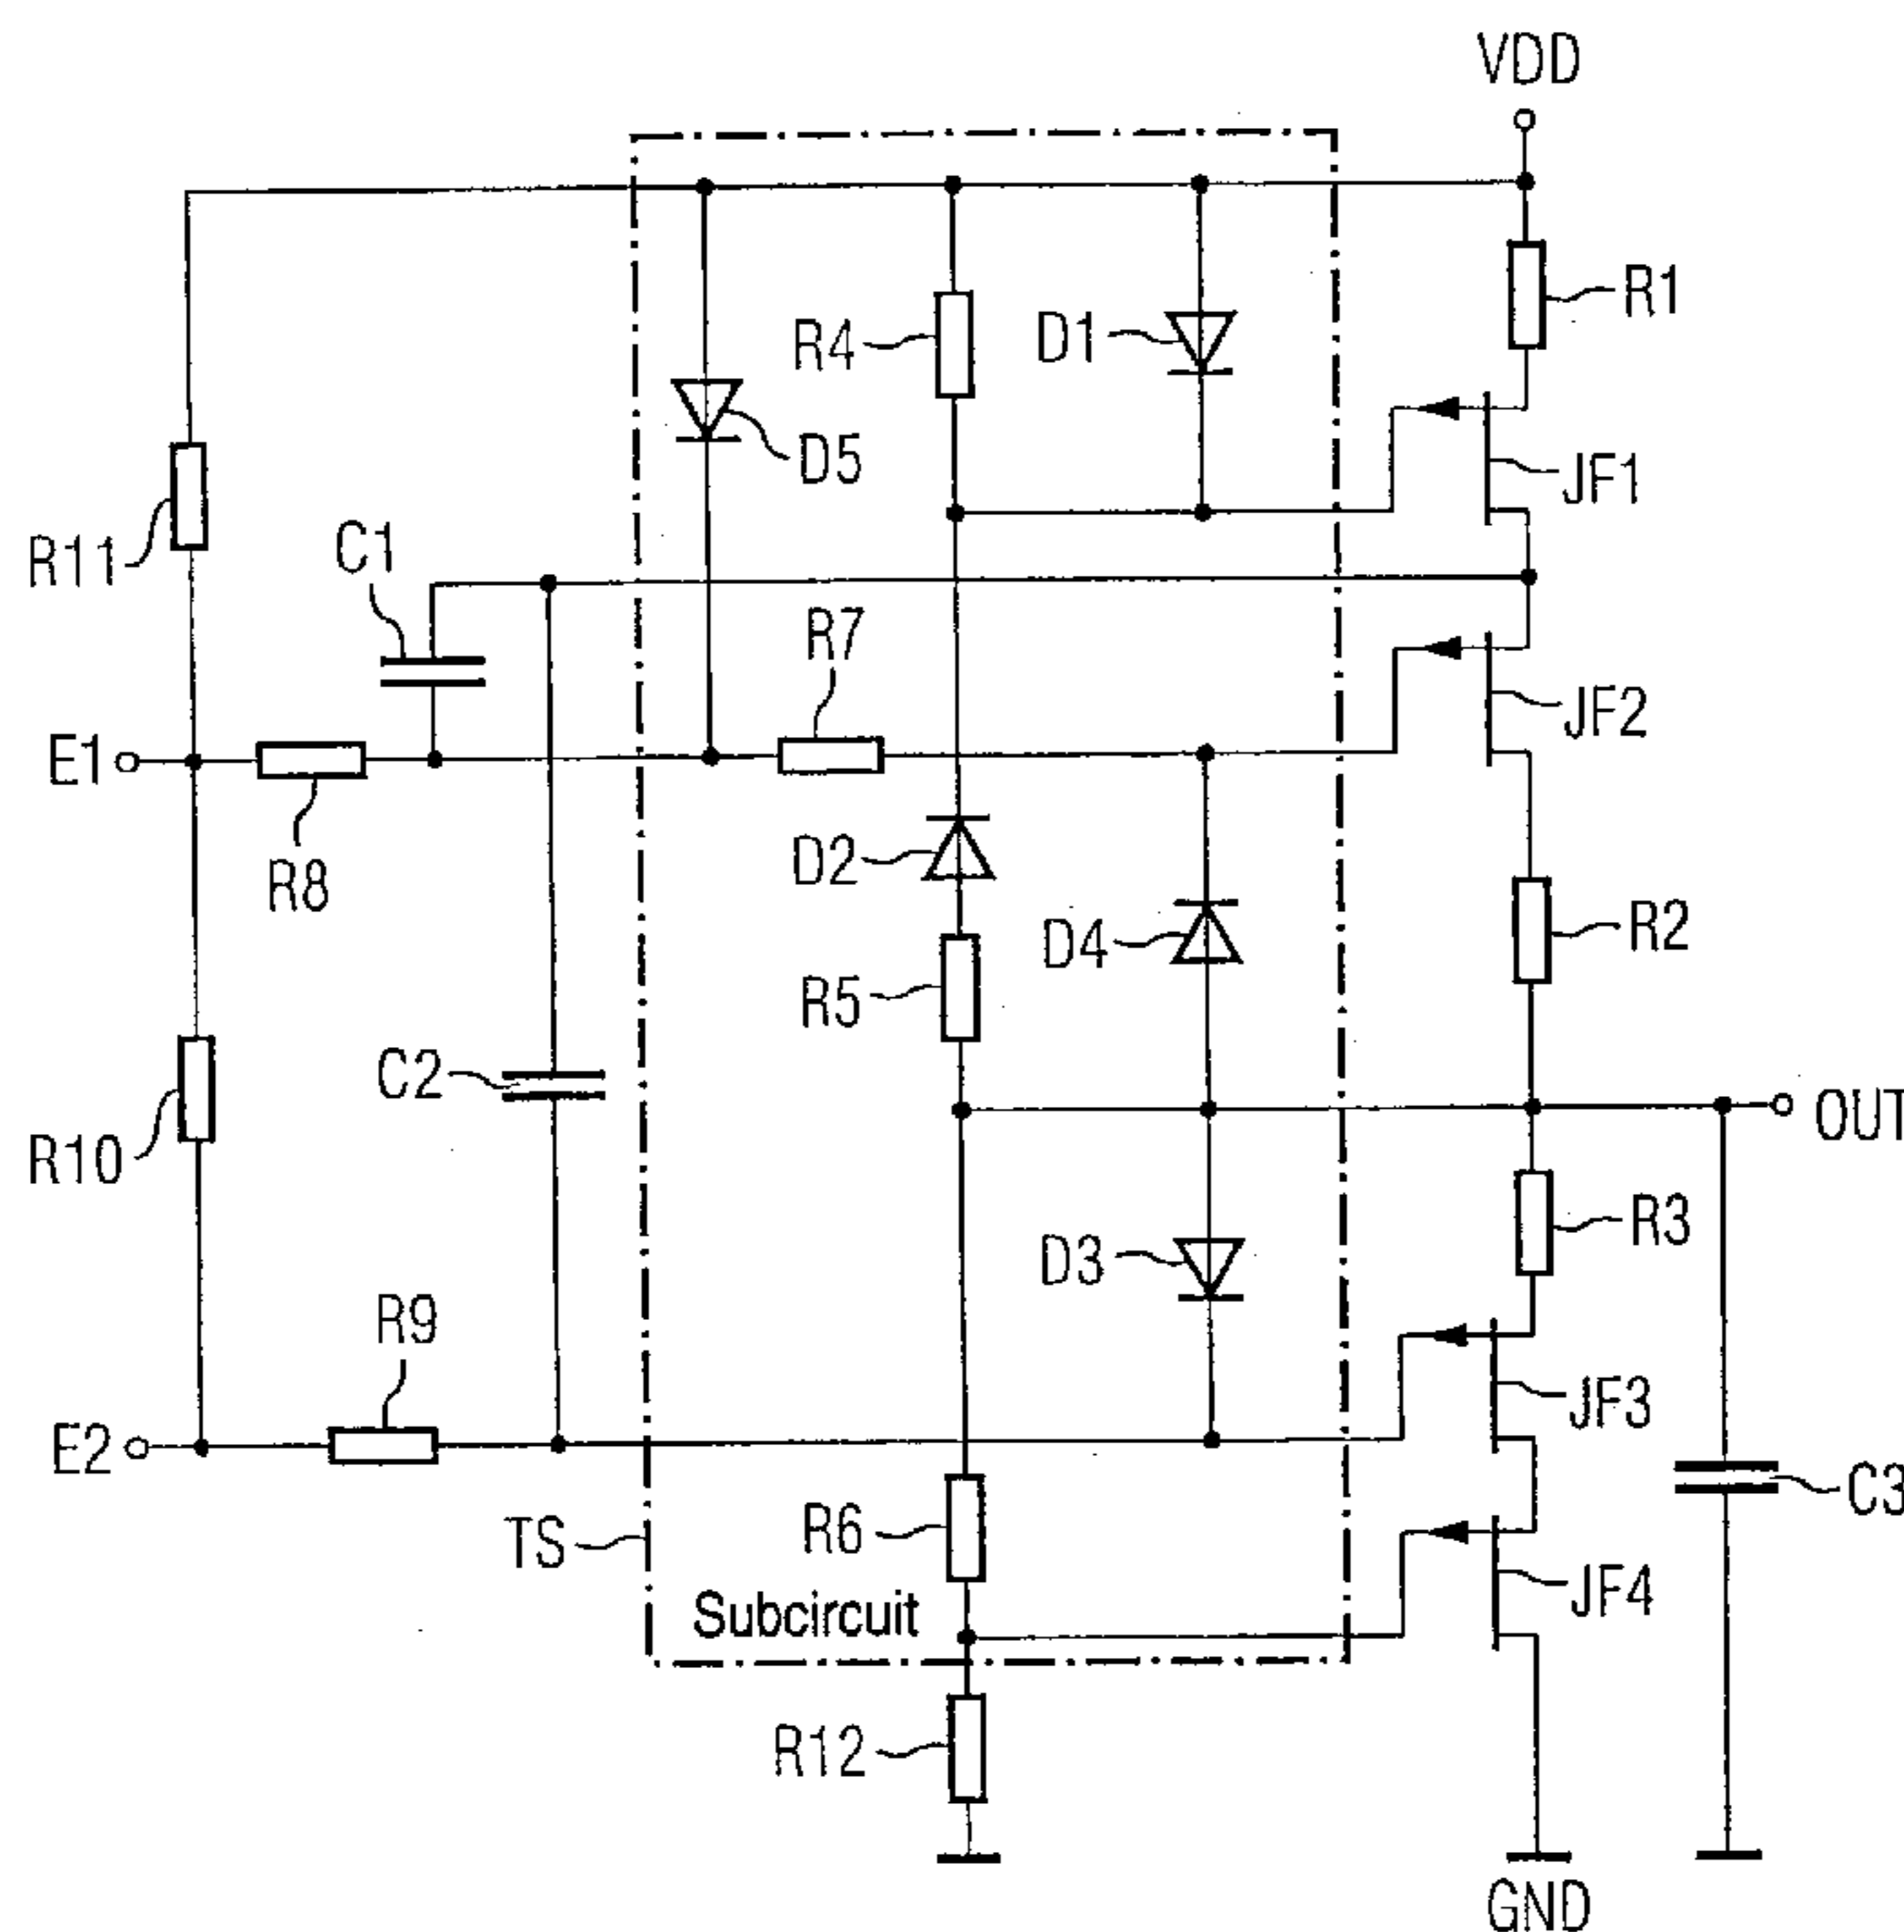 VDD
R1
R4
D1
D5
JF1
R11
C1
R7
JF2
E1
D2
R8
D4
R2
R5
C2
OUT
R10
R3
D3
R9
JF3
E2
C3
R6
TS
JF4
Subcircuit
R12
GND